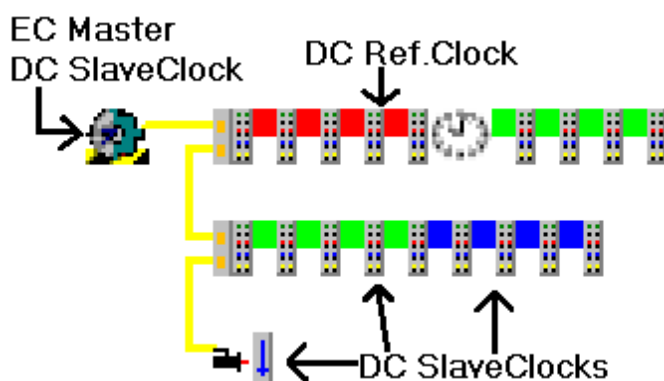 EC Master
DC SlaveClock
DC Ref.Clock
DC SlaveClocks